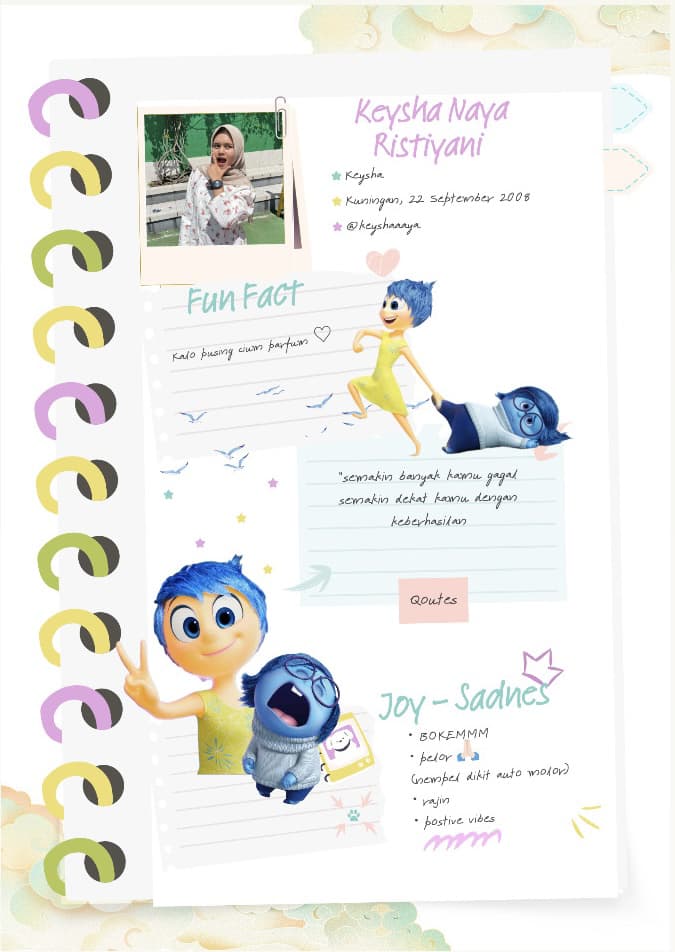 Keysha Naya
Ristiyani
Keysha
Kuningan, 22 September 2008
@keyshaaaya
Fun Fact
Kalo pusing cium parfum
"semakin banyak kamu gagal
semakin dekat kamu dengan
keberhasilan
Qoutes
Joy - Sadnes
• BOKEMMM
• pelor 🙏🏻
(nempel dikit auto molor)
• rajin
• postive vibes